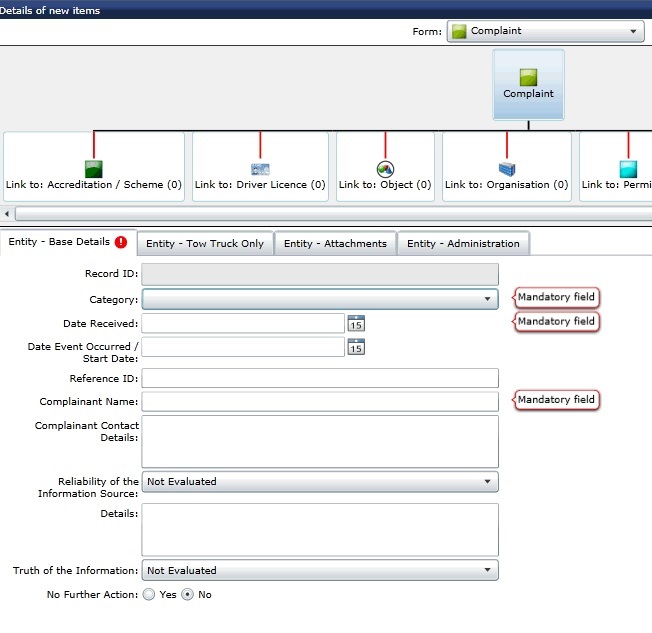 Details of new items
Form: Complaint
Complaint
Link to: Accreditation / Scheme (0) Link to: Driver Licence (0) Link to: Object (0) Link to: Organisation (0) Link to: Permi
Entity - Base Details Entity - Tow Truck Only Entity - Attachments Entity - Administration
Record ID:
Category: Mandatory field
Date Received: 15 Mandatory field
Date Event Occurred / 15
Start Date:
Reference ID:
Complainant Name: Mandatory field
Complainant Contact
Details:
Reliability of the Not Evaluated
Information Source:
Details:
Truth of the Information: Not Evaluated
No Further Action: Yes No